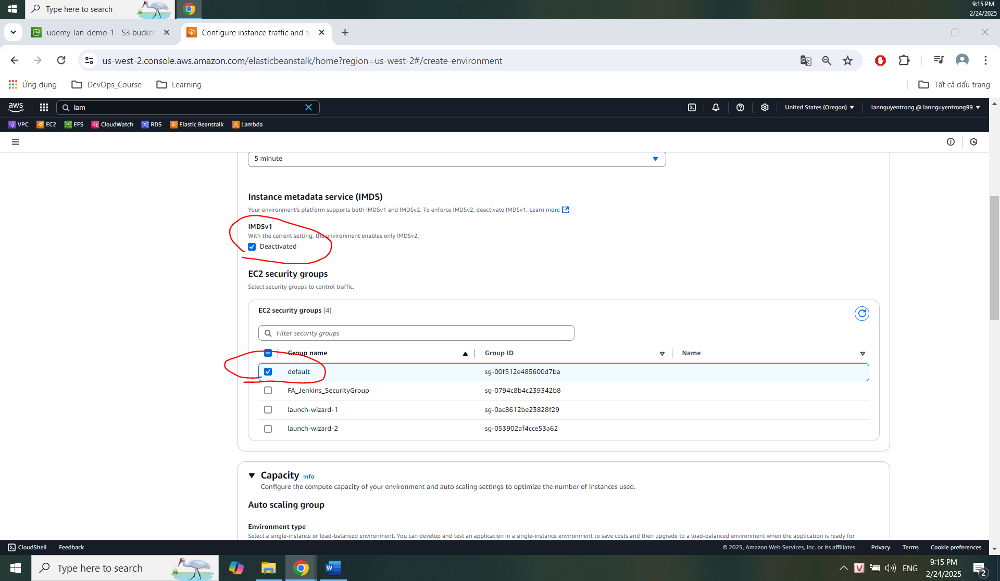 Type here to search
9:15 PM
2/24/2025
udemy-lan-demo-1 - S3 bucket
Configure instance traffic and sc
us-west-2.console.aws.amazon.com/elasticbeanstalk/home?region=us-west-2#/create-environment
Ứng dụng
DevOps_Course
Learning
Tất cả dấu trang
aws
iam
United States (Oregon)
lannguyentrong @ lannguyentrong99
VPC
EC2
EFS
CloudWatch
RDS
Elastic Beanstalk
Lambda
5 minute
Instance metadata service (IMDS)
Your environment's platform supports both IMDSv1 and IMDSv2. To enforce IMDSv2, deactivate IMDSv1. Learn more
IMDSv1
With the current setting, the environment enables only IMDSv2.
Deactivated
EC2 security groups
Select security groups to control traffic.
EC2 security groups (4)
Filter security groups
Group name
Group ID
Name
default
sg-00f512e485600d7ba
FA_Jenkins_SecurityGroup
sg-0794c8b4c239342b8
launch-wizard-1
sg-0ac8612be23828f29
launch-wizard-2
sg-053902af4cce53a62
Capacity Info
Configure the compute capacity of your environment and auto scaling settings to optimize the number of instances used.
Auto scaling group
Environment type
Select a single-instance or load-balanced environment. You can develop and test an application in a single-instance environment to save costs and then upgrade to a load-balanced environment when the application is ready for
CloudShell
Feedback
© 2025, Amazon Web Services, Inc. or its affiliates.
Privacy
Terms
Cookie preferences
Type here to search
ENG
9:15 PM
2/24/2025
2